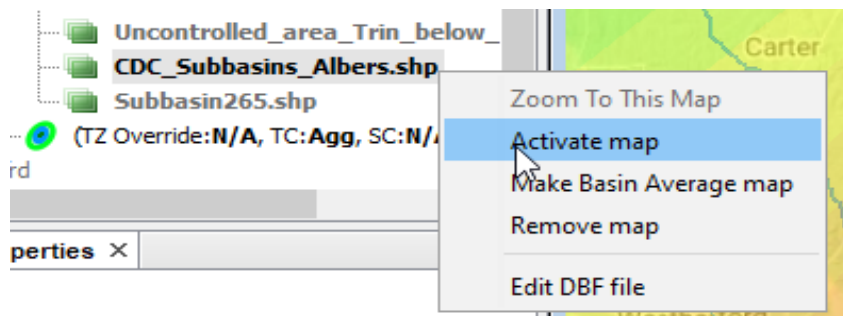 Uncontrolled_area_Trin_below_
CDC_Subbasins_Albers.shp
Subbasin265.shp
(TZ Override:N/A, TC:Agg, SC:N/
rd
perties ×
Carter
Zoom To This Map
Activate map
Make Basin Average map
Remove map
Edit DBF file